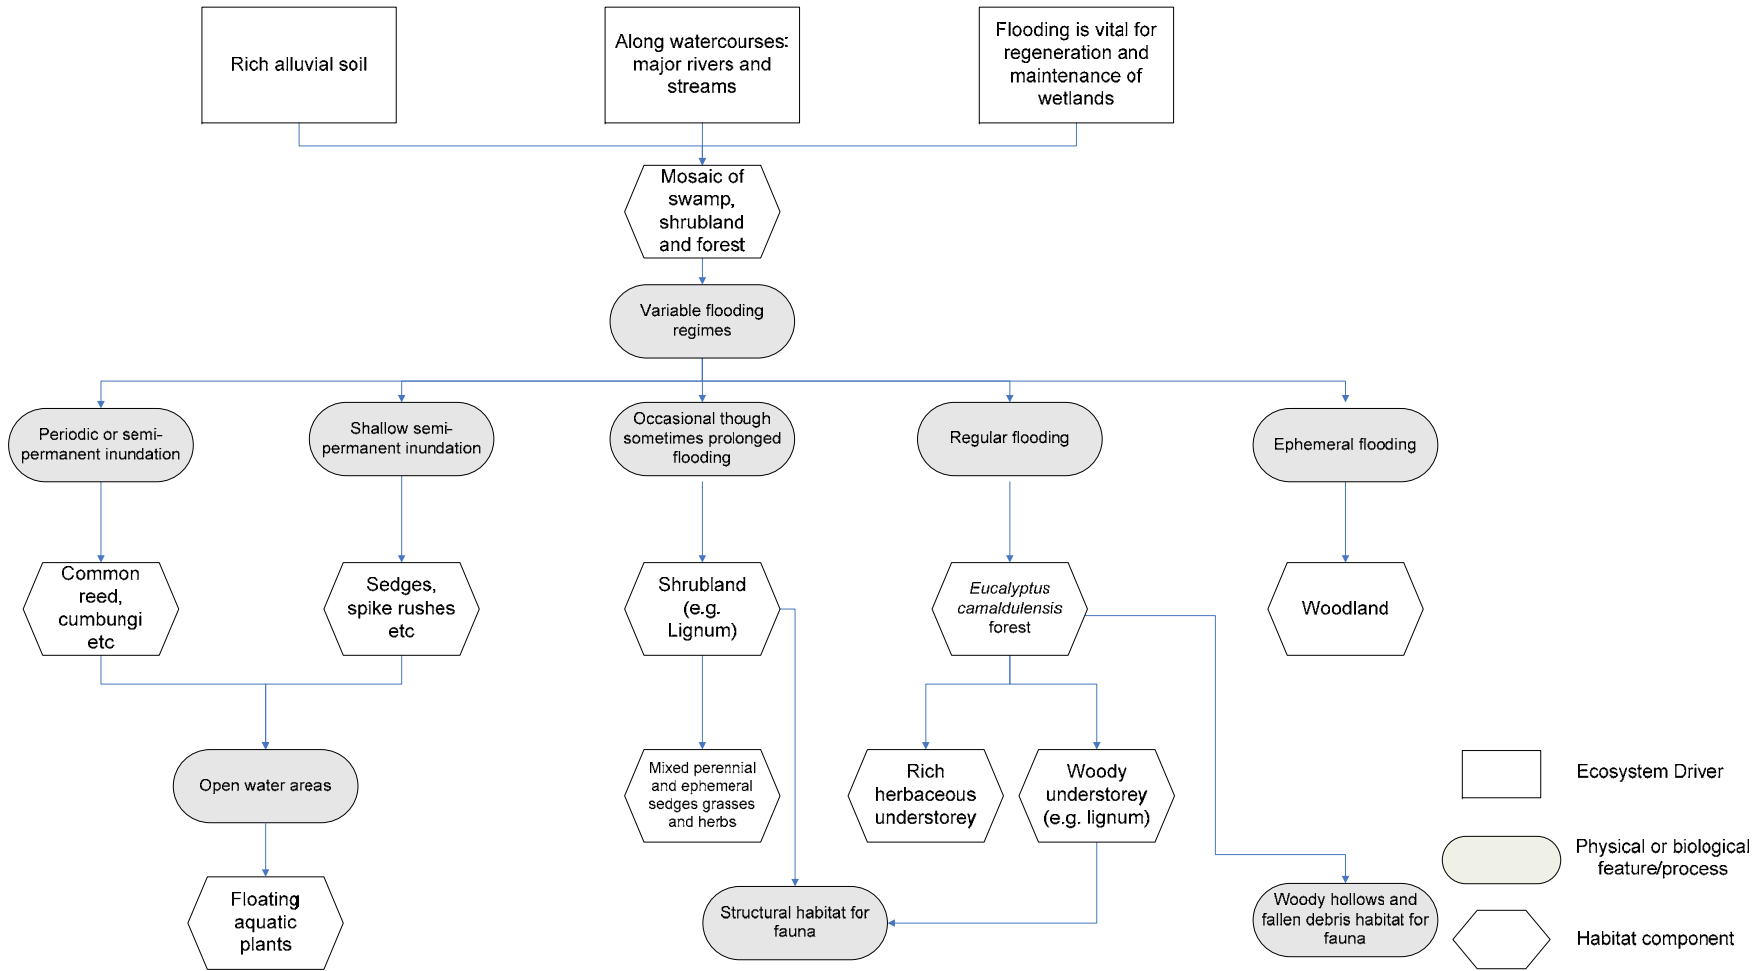 Rich alluvial soil
Along watercourses:
major rivers and
streams
Flooding is vital for
regeneration and
maintenance of
wetlands
Mosaic of
swamp,
shrubland
and forest
Variable flooding
regimes
Periodic or semi-
permanent inundation
Shallow semi-
permanent inundation
Occasional though
sometimes prolonged
flooding
Regular flooding
Ephemeral flooding
Common
reed,
cumbungi
etc
Sedges,
spike rushes
etc
Shrubland
(e.g.
Lignum)
Eucalyptus
camaldulensis
forest
Woodland
Open water areas
Mixed perennial
and ephemeral
sedges grasses
and herbs
Rich
herbaceous
understorey
Woody
understorey
(e.g. lignum)
Floating
aquatic
plants
Structural habitat for
fauna
Woody hollows and
fallen debris habitat for
fauna
Ecosystem Driver
Physical or biological
feature/process
Habitat component